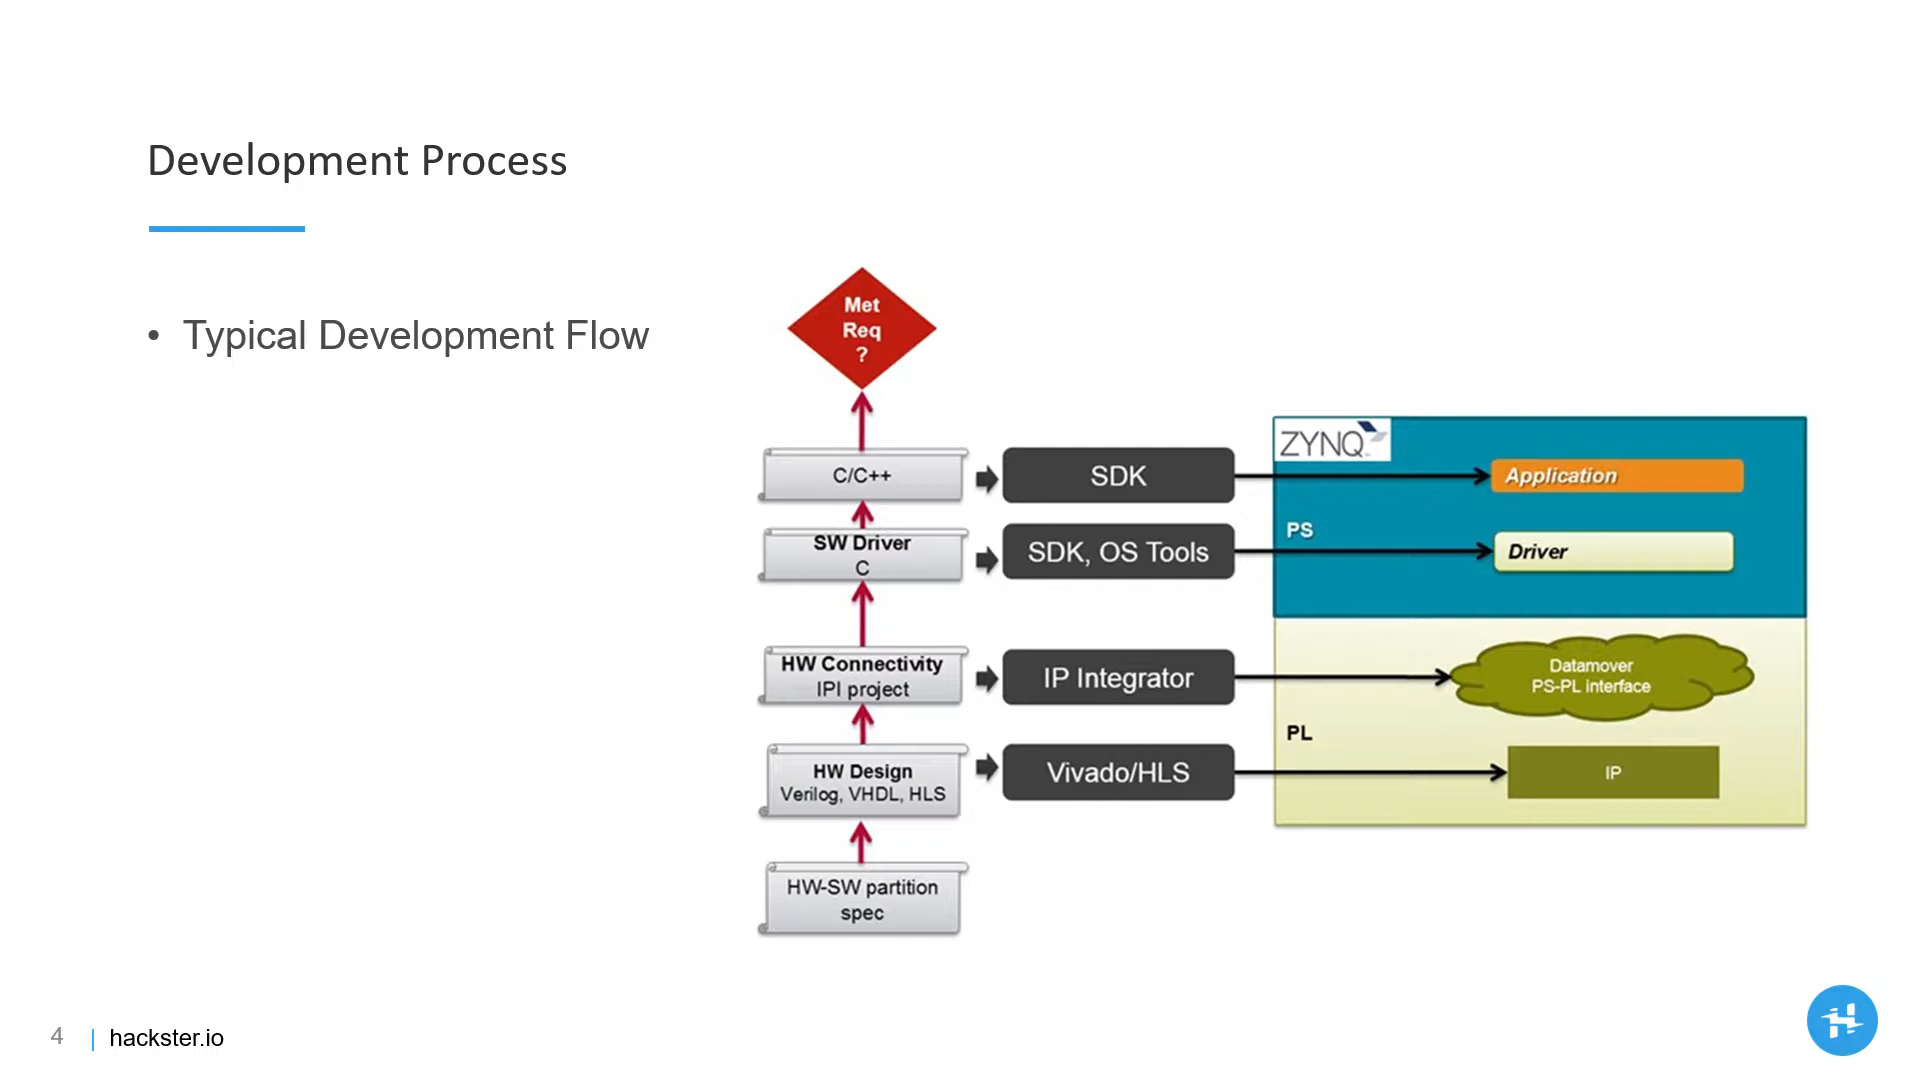 Development Process
• Typical Development Flow
Met
Req
?
C/C++
SDK
SW Driver
C
SDK, OS Tools
HW Connectivity
IPI project
IP Integrator
HW Design
Verilog, VHDL, HLS
Vivado/HLS
HW-SW partition
spec
ZYNQ
Application
PS
Driver
Datamover
PS-PL interface
PL
IP
4 | hackster.io